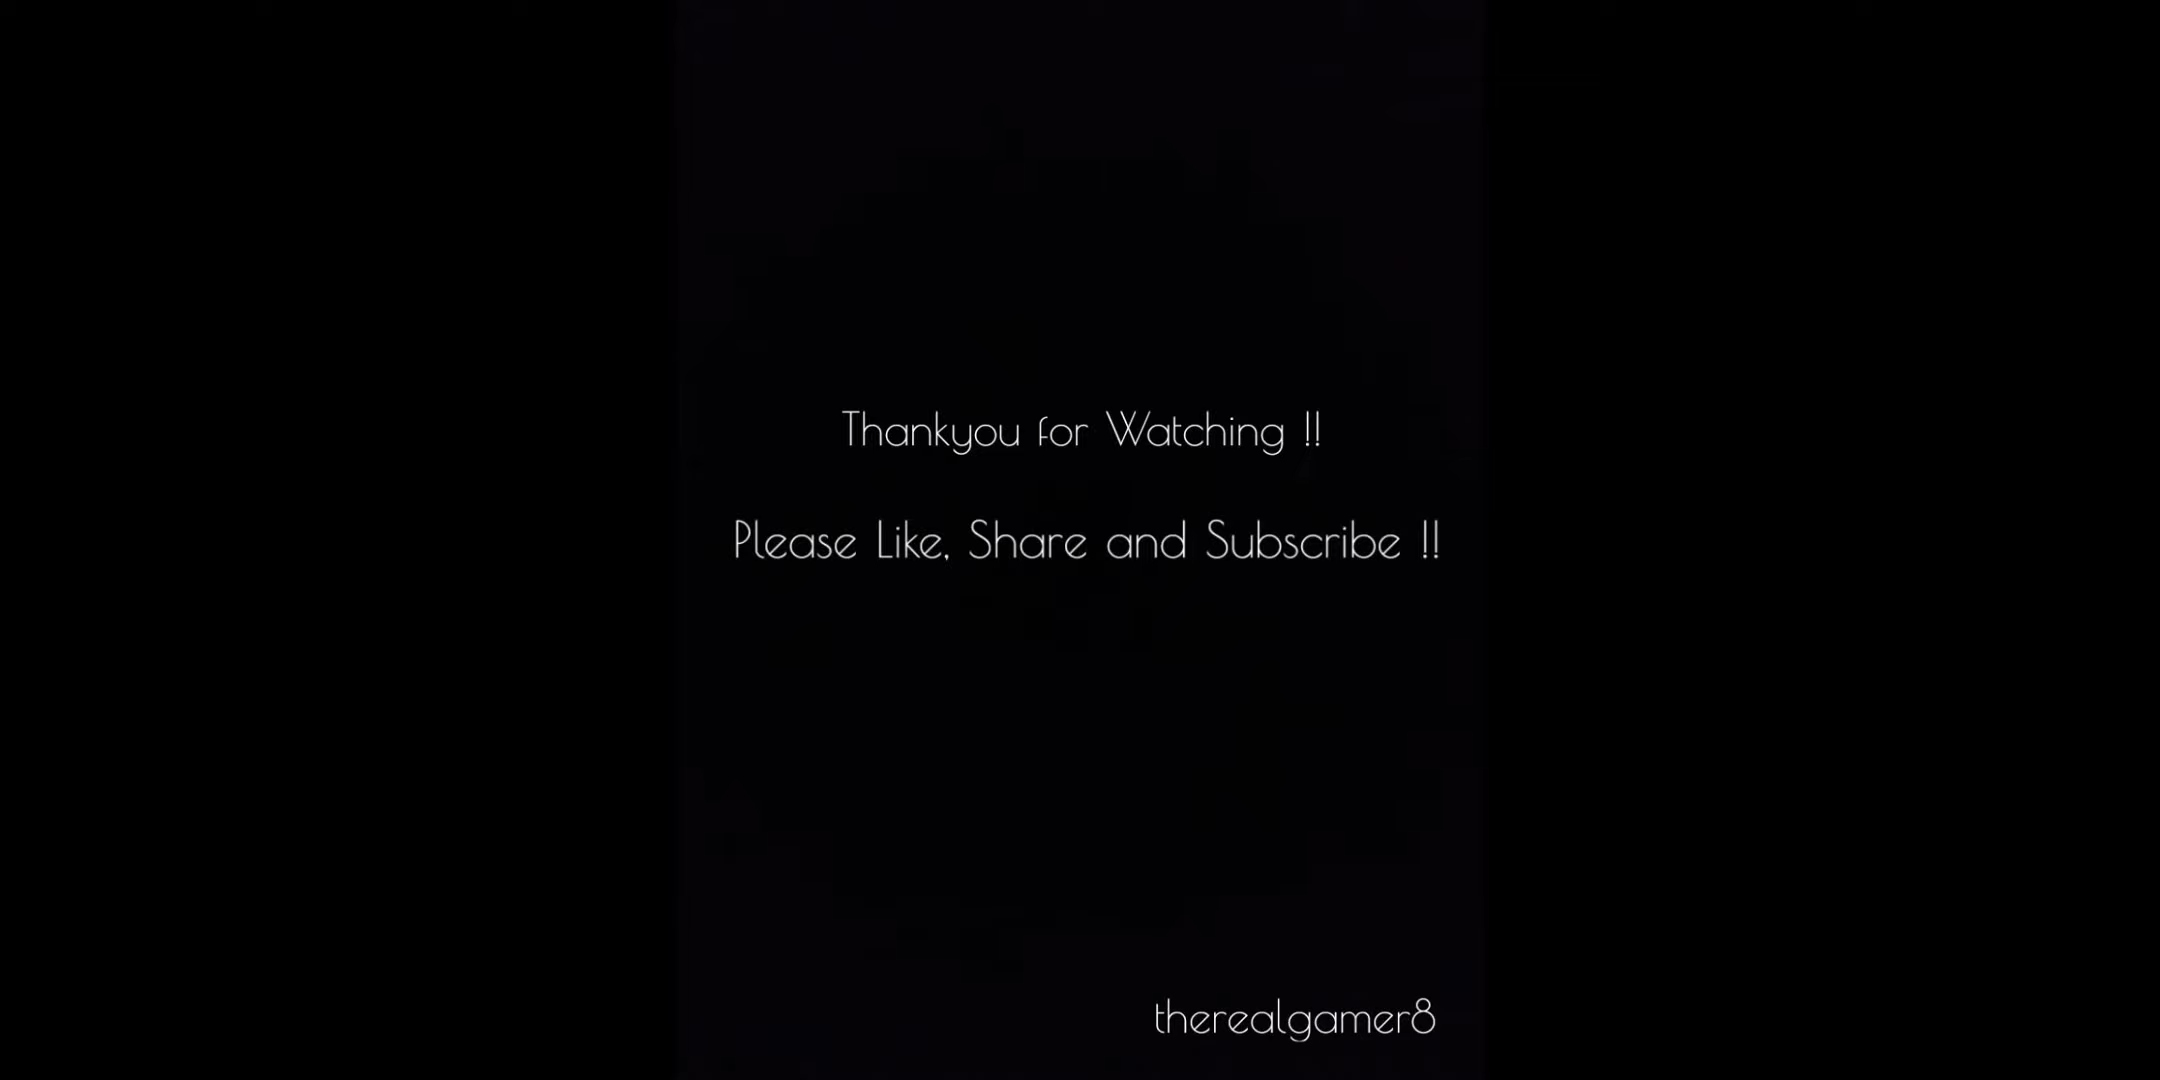 Thankyou for Watching !!
Please Like, Share and Subscribe !!
therealgamer8